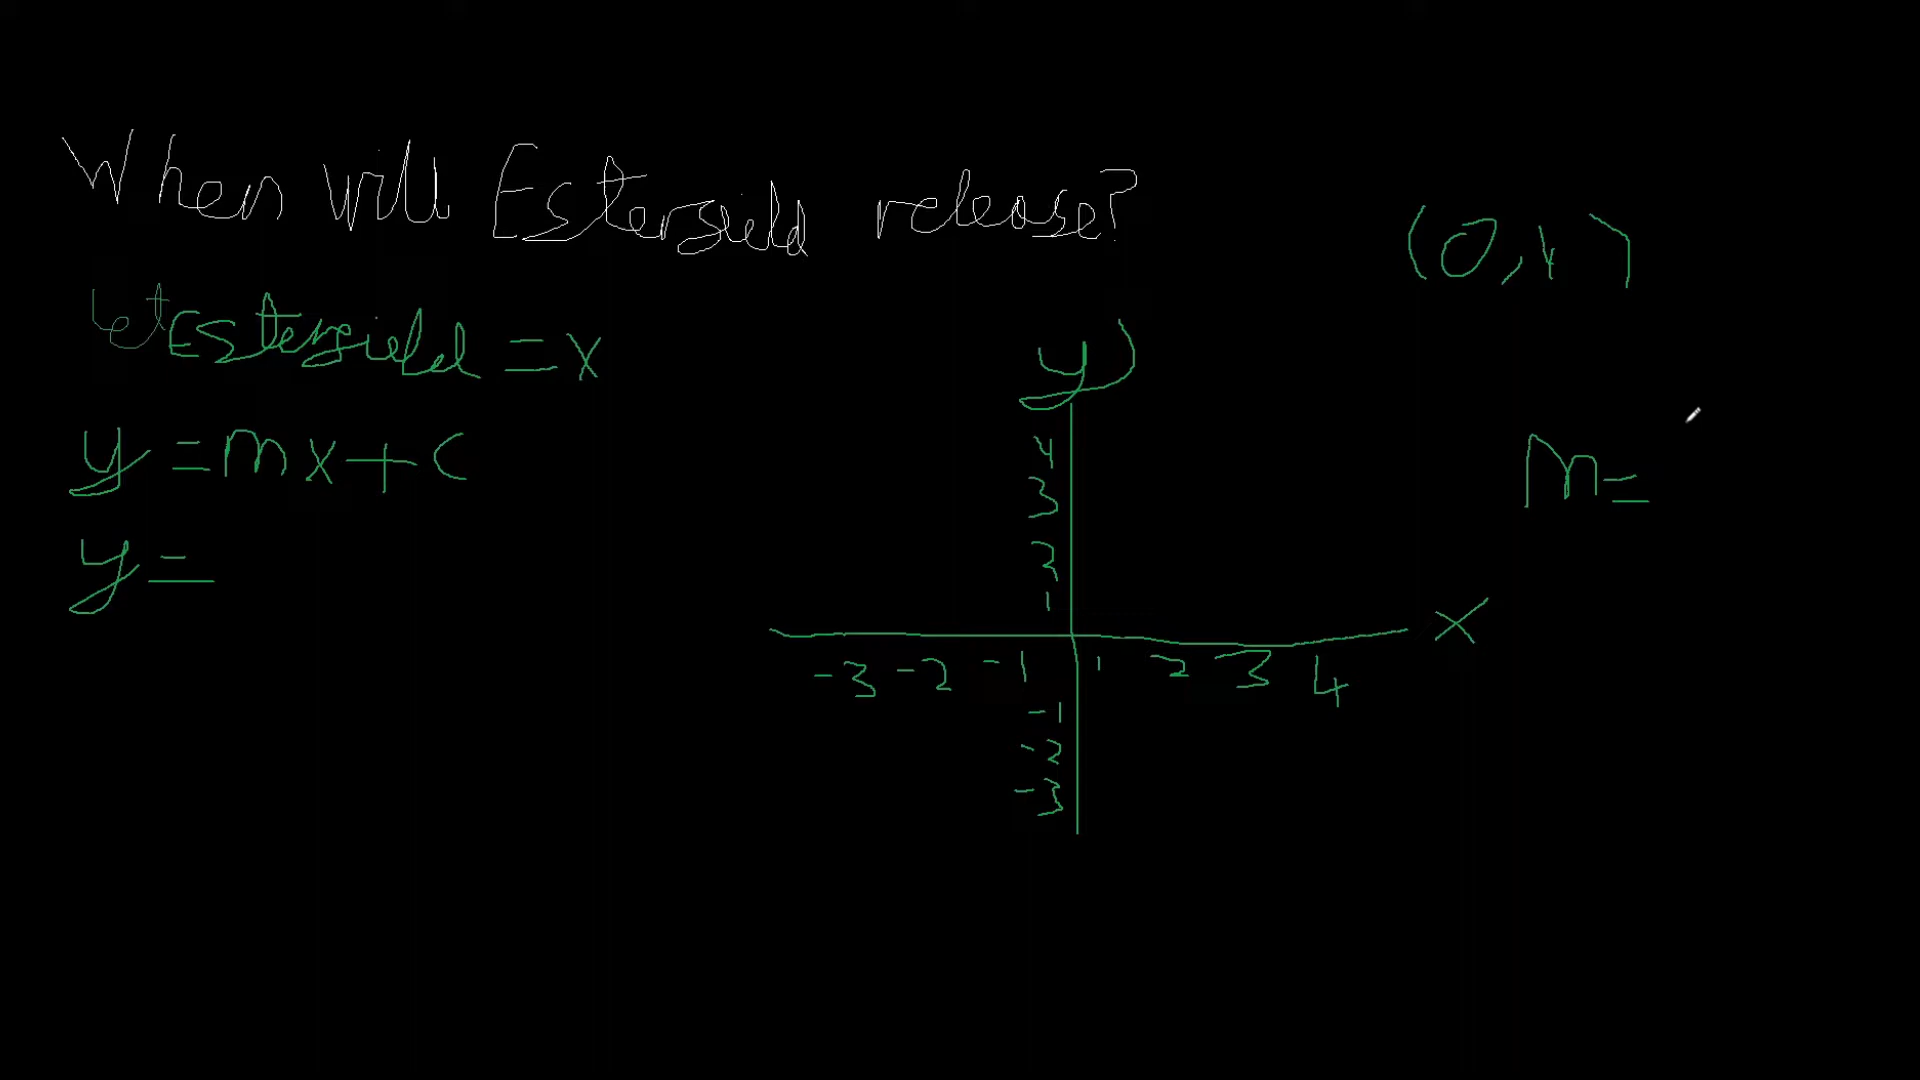 When will Estersield release?
(0,4)
let Estersield = x
y
y = mx + c
4
m =
3
y =
2
1
x
-3 -2 -1 1 2 3 4
-1
-2
-3